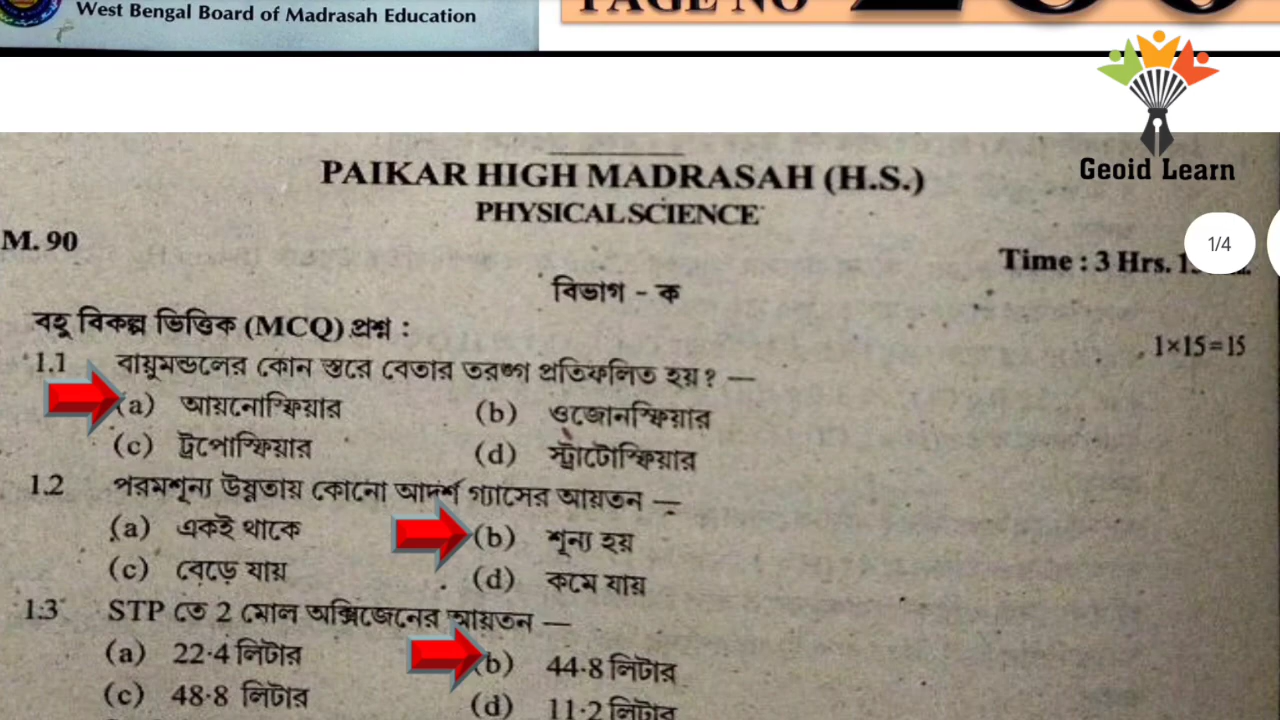 West Bengal Board of Madrasah Education
PAGE NO
Geoid Learn
PAIKAR HIGH MADRASAH (H.S.)
PHYSICAL SCIENCE
M. 90
Time : 3 Hrs.
1/4
বিভাগ - ক
বহু বিকল্প ভিত্তিক (MCQ) প্রশ্ন :
1×15=15
1.1 বায়ুমন্ডলের কোন স্তরে বেতার তরঙ্গ প্রতিফলিত হয়? —
(a) আয়নোস্ফিয়ার (b) ওজোনস্ফিয়ার
(c) ট্রপোস্ফিয়ার (d) স্ট্রাটোস্ফিয়ার
1.2 পরমশূন্য উষ্ণতায় কোনো আদর্শ গ্যাসের আয়তন —
(a) একই থাকে (b) শূন্য হয়
(c) বেড়ে যায় (d) কমে যায়
1.3 STP তে 2 মোল অক্সিজেনের আয়তন —
(a) 22·4 লিটার (b) 44·8 লিটার
(c) 48·8 লিটার (d) 11·2 লিটার